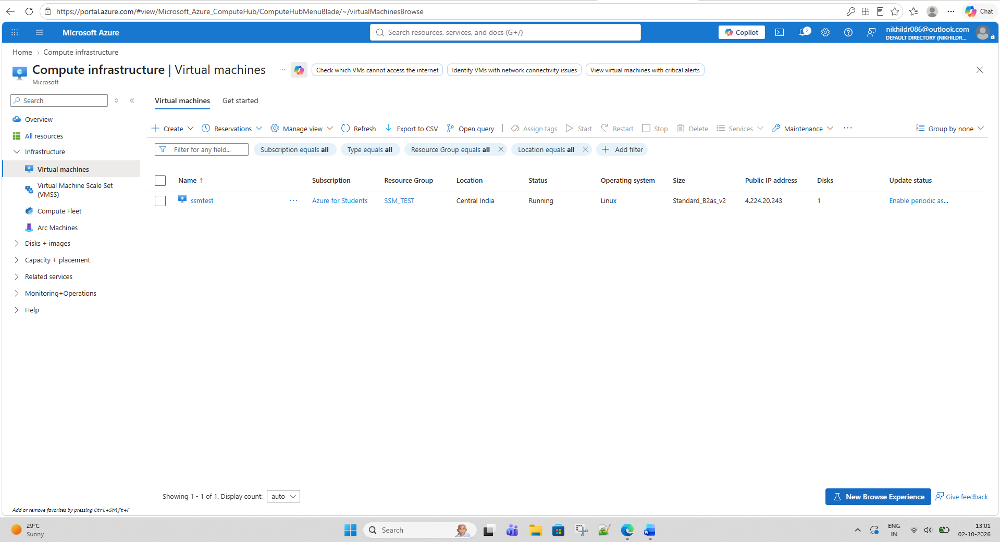 https://portal.azure.com/#view/Microsoft_Azure_ComputeHub/ComputeHubMenuBlade/~/virtualMachinesBrowse
Chat
Microsoft Azure
Search resources, services, and docs (G+/)
Copilot
2
nikhildr086@outlook.com
DEFAULT DIRECTORY (NIKHILDR...
Home > Compute infrastructure
Compute infrastructure | Virtual machines
Microsoft
Check which VMs cannot access the internet
Identify VMs with network connectivity issues
View virtual machines with critical alerts
Search
Overview
All resources
Infrastructure
Virtual machines
Virtual Machine Scale Set
(VMSS)
Compute Fleet
Arc Machines
Disks + images
Capacity + placement
Related services
Monitoring+Operations
Help
Add or remove favorites by pressing Ctrl+Shift+F
Virtual machines Get started
Create Reservations Manage view Refresh Export to CSV Open query Assign tags Start Restart Stop Delete Services Maintenance Group by none
Filter for any field... Subscription equals all Type equals all Resource Group equals all Location equals all Add filter
Name ↑ Subscription Resource Group Location Status Operating system Size Public IP address Disks Update status
ssmtest ... Azure for Students SSM_TEST Central India Running Linux Standard_B2as_v2 4.224.20.243 1 Enable periodic as...
Showing 1 - 1 of 1. Display count: auto
New Browse Experience
Give feedback
29°C
Sunny
Search
ENG
IN
13:01
02-10-2026